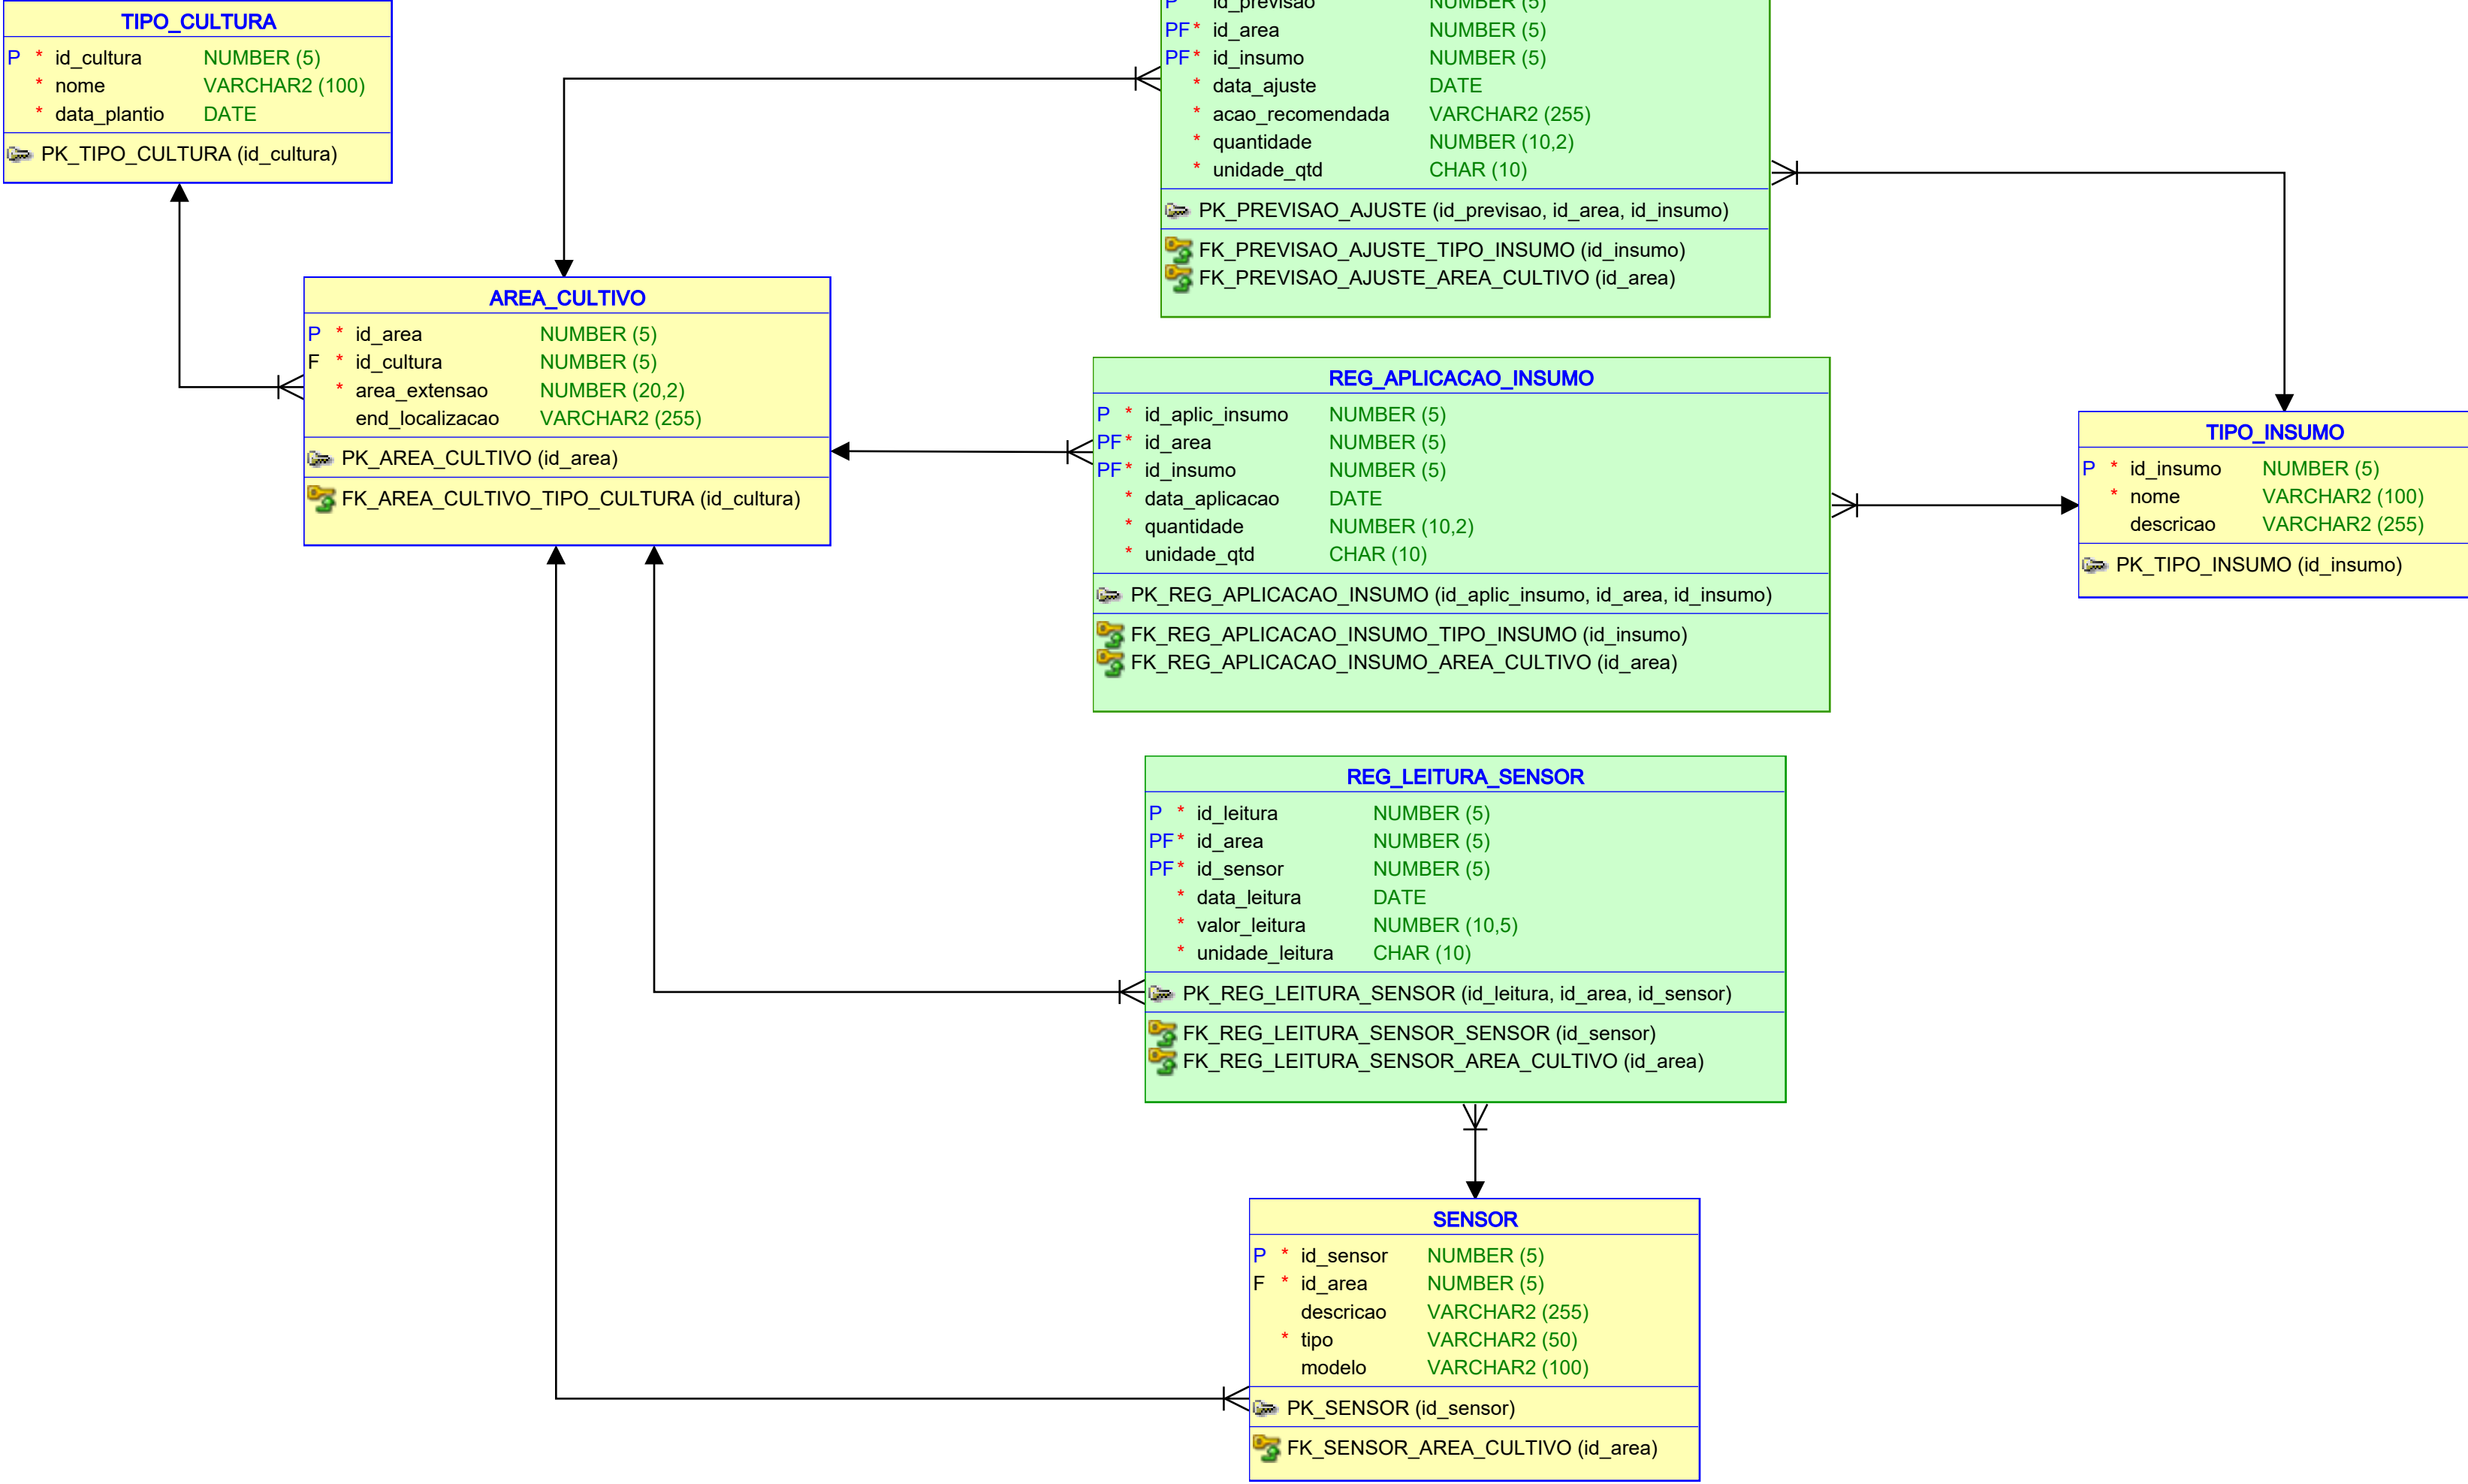 TIPO_CULTURA
P * id_cultura NUMBER (5)
* nome VARCHAR2 (100)
* data_plantio DATE
PK_TIPO_CULTURA (id_cultura)
P id_previsao NUMBER (5)
PF* id_area NUMBER (5)
PF* id_insumo NUMBER (5)
* data_ajuste DATE
* acao_recomendada VARCHAR2 (255)
* quantidade NUMBER (10,2)
* unidade_qtd CHAR (10)
PK_PREVISAO_AJUSTE (id_previsao, id_area, id_insumo)
FK_PREVISAO_AJUSTE_TIPO_INSUMO (id_insumo)
FK_PREVISAO_AJUSTE_AREA_CULTIVO (id_area)
AREA_CULTIVO
P * id_area NUMBER (5)
F * id_cultura NUMBER (5)
* area_extensao NUMBER (20,2)
end_localizacao VARCHAR2 (255)
PK_AREA_CULTIVO (id_area)
FK_AREA_CULTIVO_TIPO_CULTURA (id_cultura)
REG_APLICACAO_INSUMO
P * id_aplic_insumo NUMBER (5)
PF* id_area NUMBER (5)
PF* id_insumo NUMBER (5)
* data_aplicacao DATE
* quantidade NUMBER (10,2)
* unidade_qtd CHAR (10)
PK_REG_APLICACAO_INSUMO (id_aplic_insumo, id_area, id_insumo)
FK_REG_APLICACAO_INSUMO_TIPO_INSUMO (id_insumo)
FK_REG_APLICACAO_INSUMO_AREA_CULTIVO (id_area)
TIPO_INSUMO
P * id_insumo NUMBER (5)
* nome VARCHAR2 (100)
descricao VARCHAR2 (255)
PK_TIPO_INSUMO (id_insumo)
REG_LEITURA_SENSOR
P * id_leitura NUMBER (5)
PF* id_area NUMBER (5)
PF* id_sensor NUMBER (5)
* data_leitura DATE
* valor_leitura NUMBER (10,5)
* unidade_leitura CHAR (10)
PK_REG_LEITURA_SENSOR (id_leitura, id_area, id_sensor)
FK_REG_LEITURA_SENSOR_SENSOR (id_sensor)
FK_REG_LEITURA_SENSOR_AREA_CULTIVO (id_area)
SENSOR
P * id_sensor NUMBER (5)
F * id_area NUMBER (5)
descricao VARCHAR2 (255)
* tipo VARCHAR2 (50)
modelo VARCHAR2 (100)
PK_SENSOR (id_sensor)
FK_SENSOR_AREA_CULTIVO (id_area)